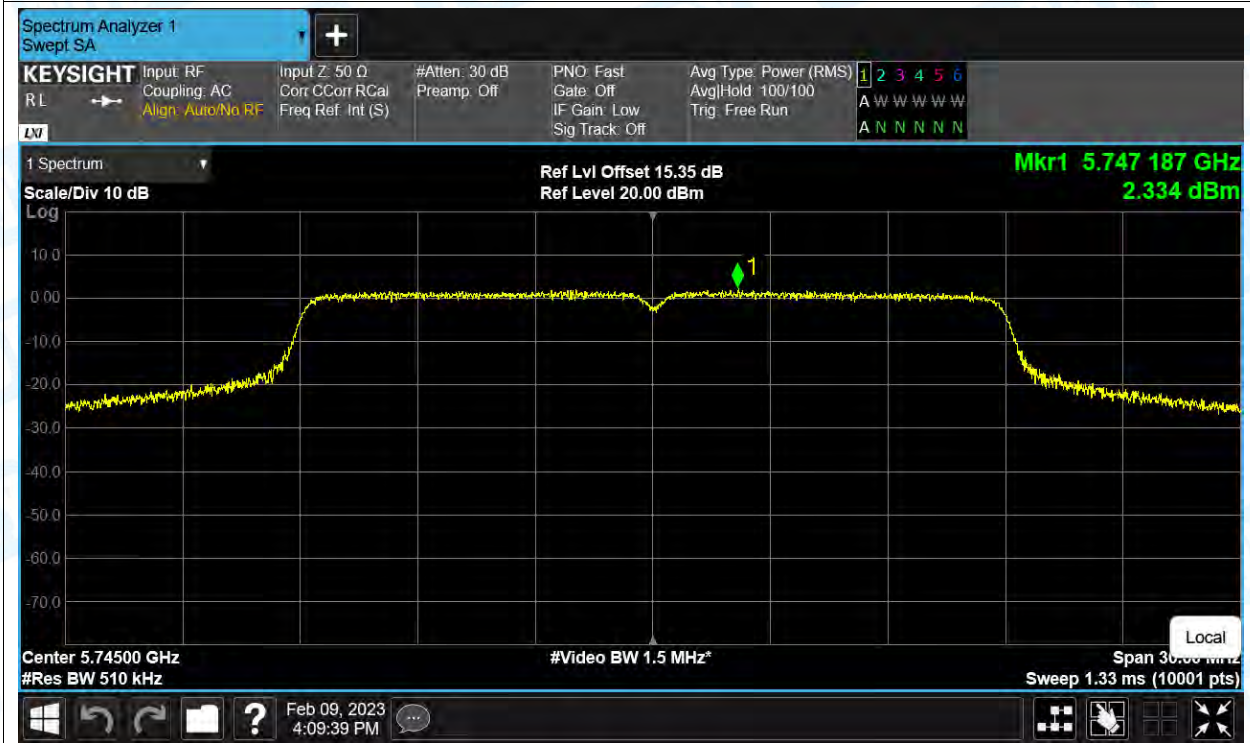 Spectrum Analyzer 1
Swept SA
KEYSIGHT
R L
LXI
Input: RF
Coupling: AC
Align: Auto/No RF
Input Z: 50 Ω
Corr CCorr RCal
Freq Ref: Int (S)
#Atten: 30 dB
Preamp: Off
PNO: Fast
Gate: Off
IF Gain: Low
Sig Track: Off
Avg Type: Power (RMS)
Avg|Hold: 100/100
Trig: Free Run
1 2 3 4 5 6
A W W W W W
A N N N N N
1 Spectrum
Scale/Div 10 dB
Ref Lvl Offset 15.35 dB
Ref Level 20.00 dBm
Mkr1 5.747 187 GHz
2.334 dBm
Log
10.0
0.00
-10.0
-20.0
-30.0
-40.0
-50.0
-60.0
-70.0
1
Center 5.74500 GHz
#Res BW 510 kHz
#Video BW 1.5 MHz*
Span 30.00 MHz
Sweep 1.33 ms (10001 pts)
Local
?
Feb 09, 2023
4:09:39 PM